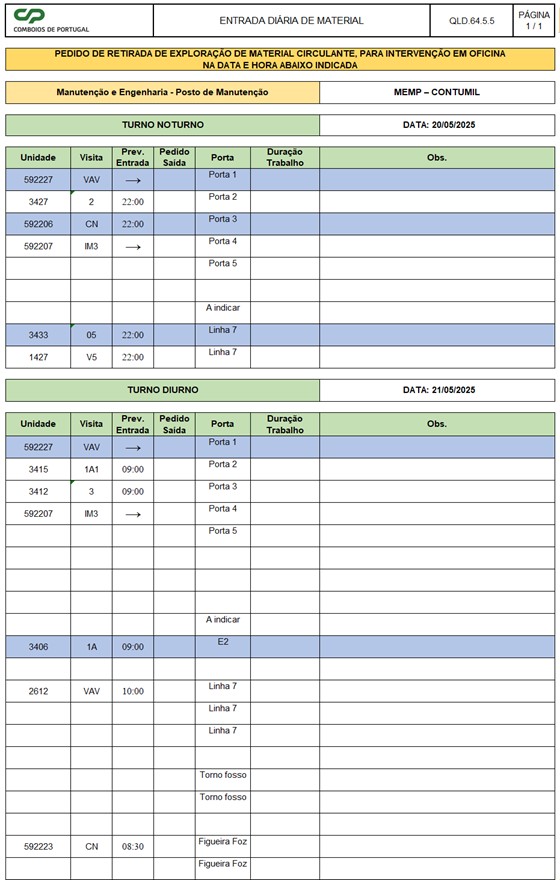 CP
COMBOIOS DE PORTUGAL
ENTRADA DIÁRIA DE MATERIAL
QLD.64.5.5
PÁGINA
1 / 1
PEDIDO DE RETIRADA DE EXPLORAÇÃO DE MATERIAL CIRCULANTE, PARA INTERVENÇÃO EM OFICINA
NA DATA E HORA ABAIXO INDICADA
Manutenção e Engenharia - Posto de Manutenção
MEMP – CONTUMIL
TURNO NOTURNO
DATA: 20/05/2025
Unidade Visita Prev. Entrada Pedido Saída Porta Duração Trabalho Obs.
592227 VAV → Porta 1
3427 2 22:00 Porta 2
592206 CN 22:00 Porta 3
592207 IM3 → Porta 4
Porta 5
A indicar
3433 05 22:00 Linha 7
1427 V5 22:00 Linha 7
TURNO DIURNO
DATA: 21/05/2025
Unidade Visita Prev. Entrada Pedido Saída Porta Duração Trabalho Obs.
592227 VAV → Porta 1
3415 1A1 09:00 Porta 2
3412 3 09:00 Porta 3
592207 IM3 → Porta 4
Porta 5
A indicar
3406 1A 09:00 E2
2612 VAV 10:00 Linha 7
Linha 7
Linha 7
Torno fosso
Torno fosso
592223 CN 08:30 Figueira Foz
Figueira Foz